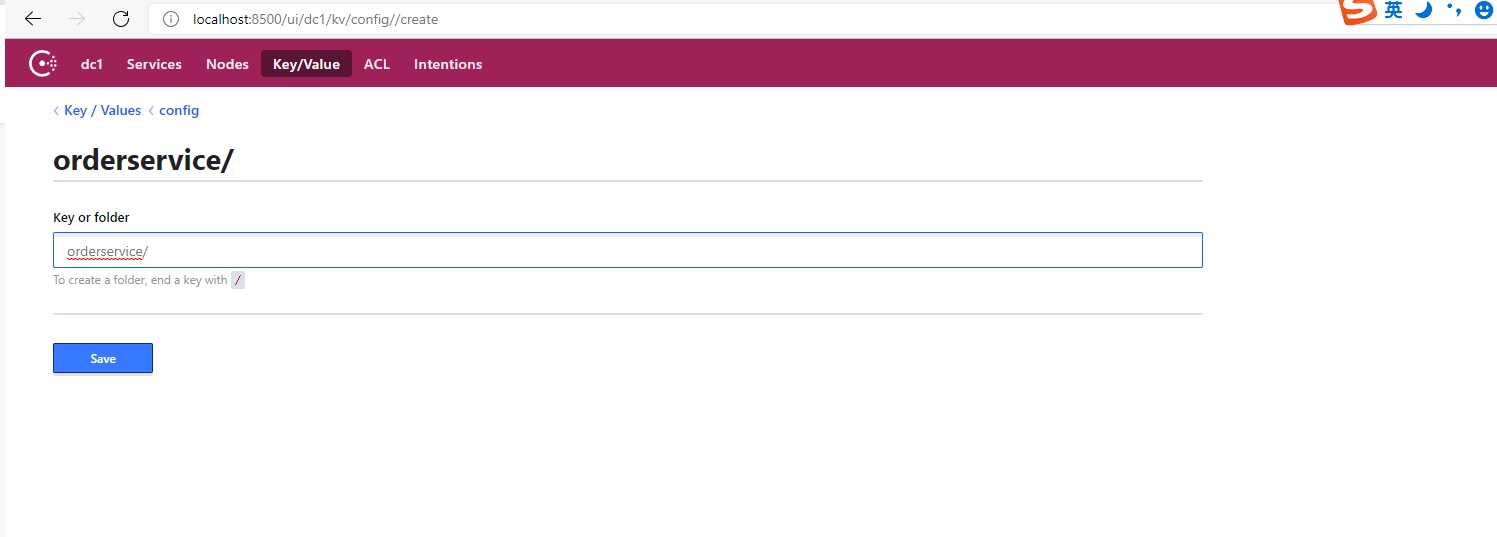 localhost:8500/ui/dc1/kv/config//create
英
dc1 Services Nodes Key/Value ACL Intentions
Key / Values config
orderservice/
Key or folder
orderservice/
To create a folder, end a key with /
Save